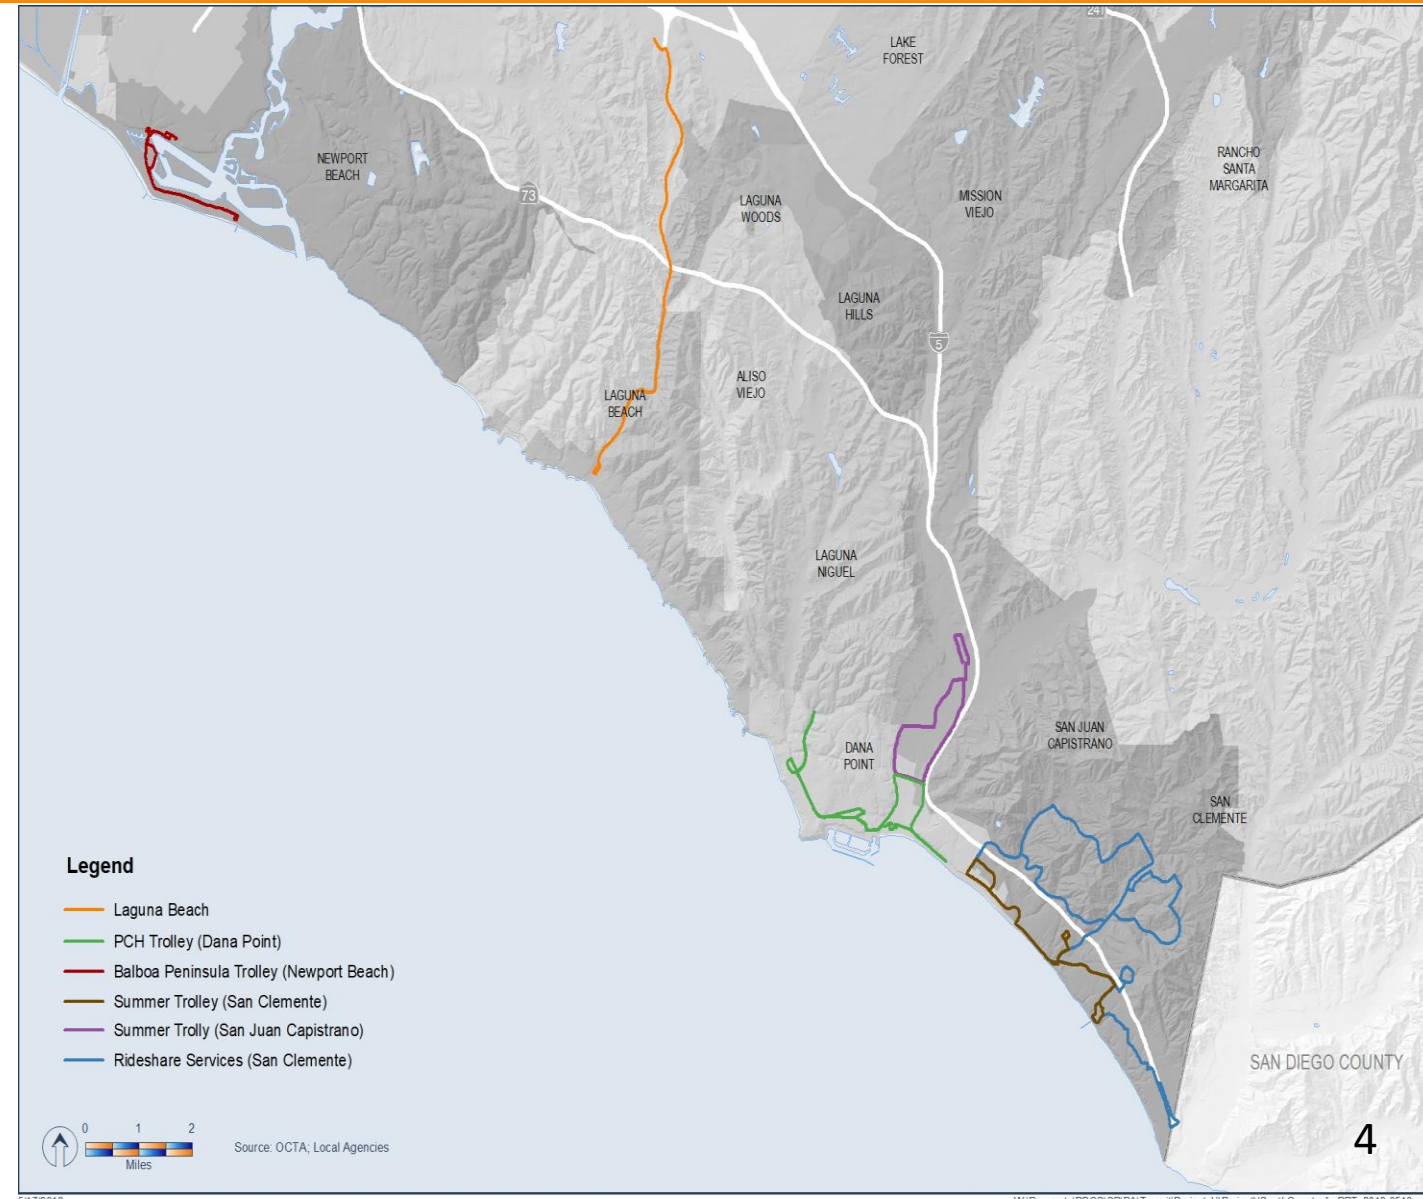 241
LAKE
FOREST
NEWPORT
BEACH
RANCHO
SANTA
MARGARITA
73
LAGUNA
WOODS
MISSION
VIEJO
LAGUNA
HILLS
5
LAGUNA
BEACH
ALISO
VIEJO
LAGUNA
NIGUEL
DANA
POINT
SAN JUAN
CAPISTRANO
SAN
CLEMENTE
Legend
Laguna Beach
PCH Trolley (Dana Point)
Balboa Peninsula Trolley (Newport Beach)
Summer Trolley (San Clemente)
Summer Trolly (San Juan Capistrano)
Rideshare Services (San Clemente)
SAN DIEGO COUNTY
0 1 2
Miles
Source: OCTA; Local Agencies
4